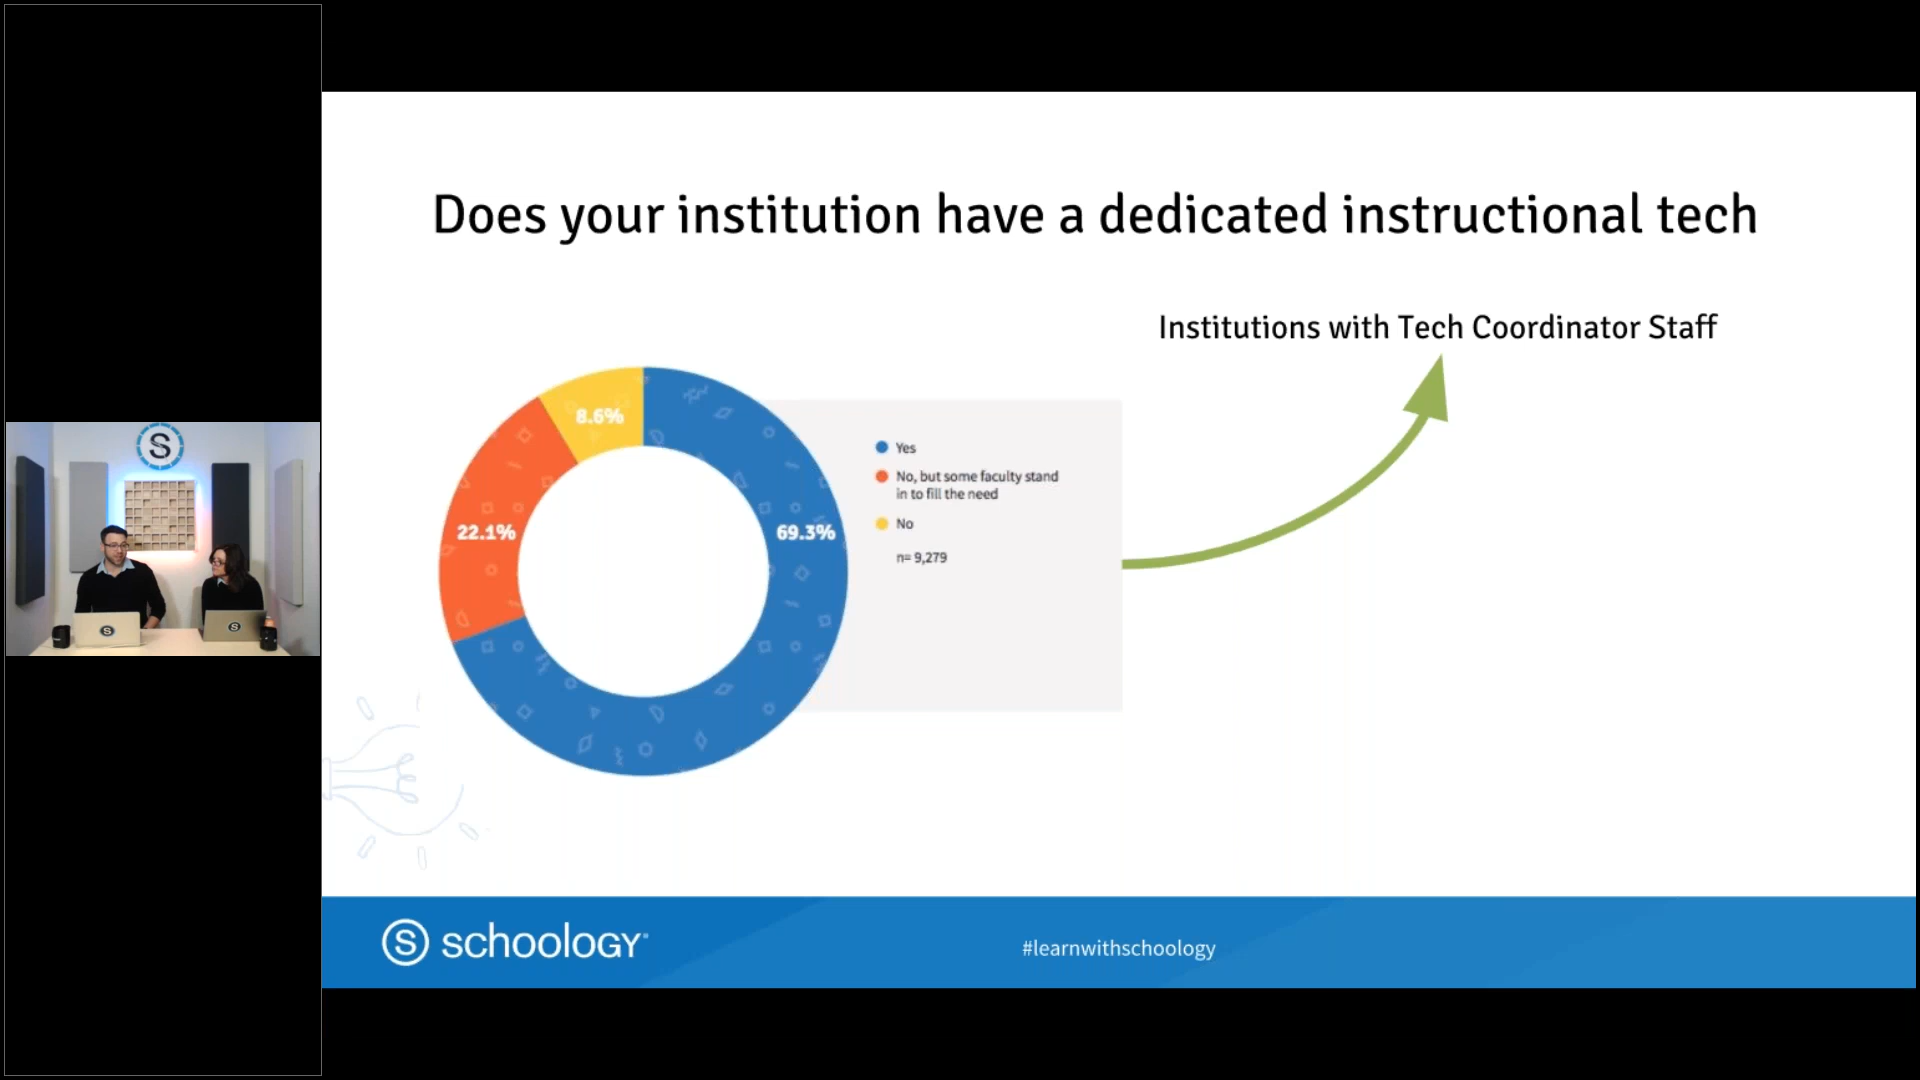 Does your institution have a dedicated instructional tech
Institutions with Tech Coordinator Staff
8.6%
22.1%
69.3%
Yes
No, but some faculty stand
in to fill the need
No
n= 9,279
S
S
S
S schoology
#learnwithschoology